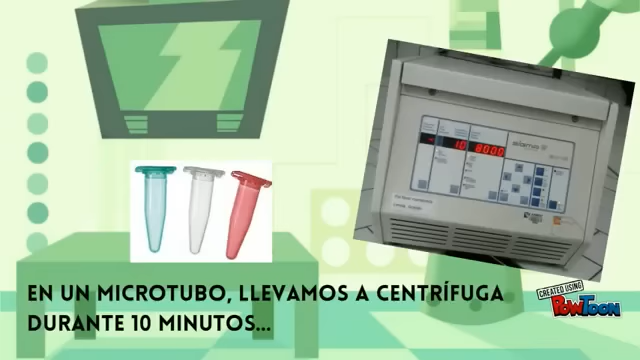 10 8000
EN UN MICROTUBO, LLEVAMOS A CENTRÍFUGA
DURANTE 10 MINUTOS...
CREATED USING
POWTOON